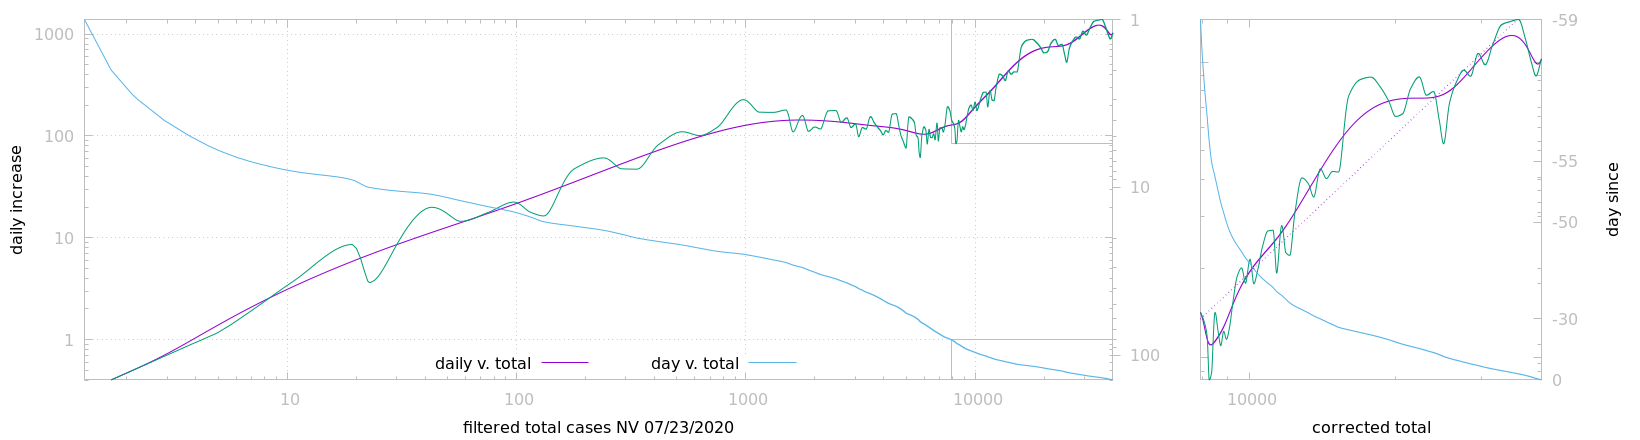 1000
100
10
1
daily increase
10
100
1000
10000
filtered total cases NV 07/23/2020
daily v. total
day v. total
1
10
100
10000
corrected total
-59
-55
-50
-30
0
day since